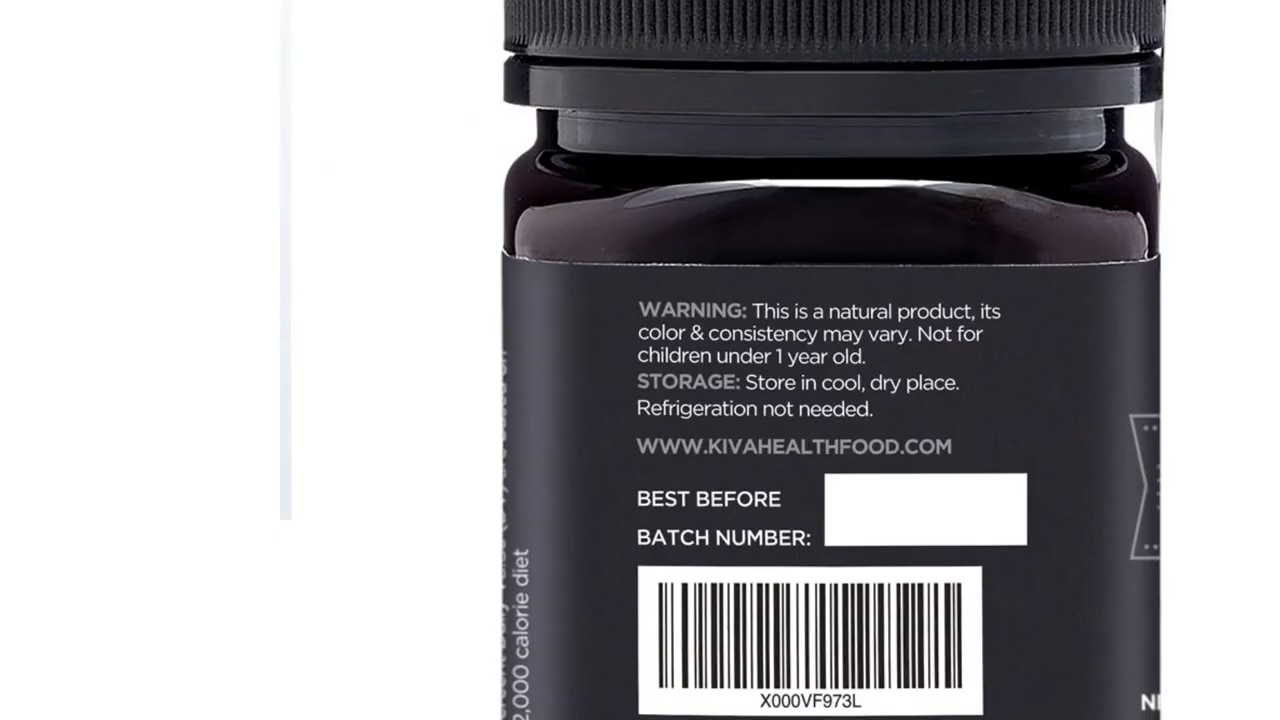 WARNING: This is a natural product, its
color & consistency may vary. Not for
children under 1 year old.
STORAGE: Store in cool, dry place.
Refrigeration not needed.
WWW.KIVAHEALTHFOOD.COM
BEST BEFORE
BATCH NUMBER:
X000VF973L
2,000 calorie diet